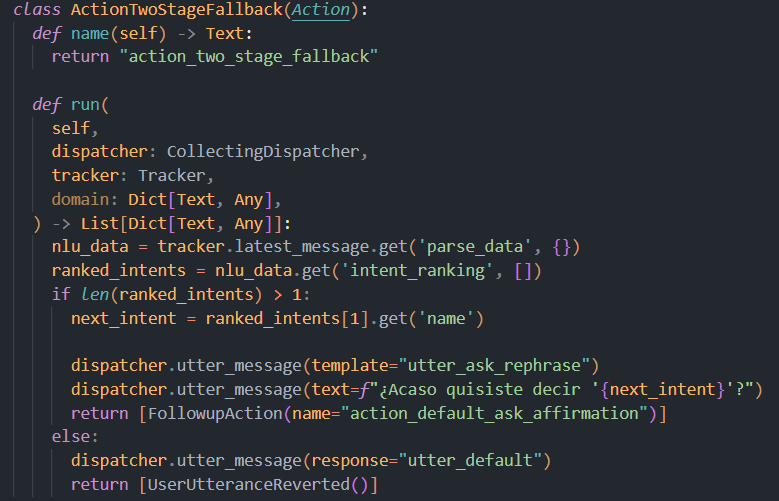 class ActionTwoStageFallback(Action):
  def name(self) -> Text:
    return "action_two_stage_fallback"

  def run(
    self,
    dispatcher: CollectingDispatcher,
    tracker: Tracker,
    domain: Dict[Text, Any],
  ) -> List[Dict[Text, Any]]:
    nlu_data = tracker.latest_message.get('parse_data', {})
    ranked_intents = nlu_data.get('intent_ranking', [])
    if len(ranked_intents) > 1:
      next_intent = ranked_intents[1].get('name')

      dispatcher.utter_message(template="utter_ask_rephrase")
      dispatcher.utter_message(text=f"¿Acaso quisiste decir '{next_intent}'?")
      return [FollowupAction(name="action_default_ask_affirmation")]
    else:
      dispatcher.utter_message(response="utter_default")
      return [UserUtteranceReverted()]